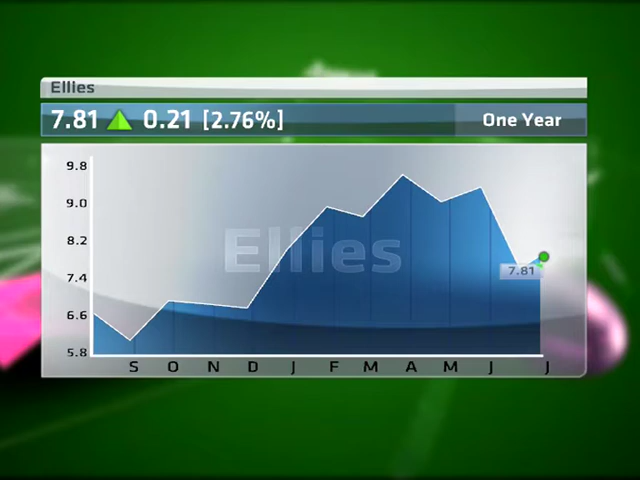 Ellies
7.81 0.21 [2.76%] One Year
9.8
9.0
8.2
7.4
6.6
5.8
Ellies
7.81
S O N D J F M A M J J